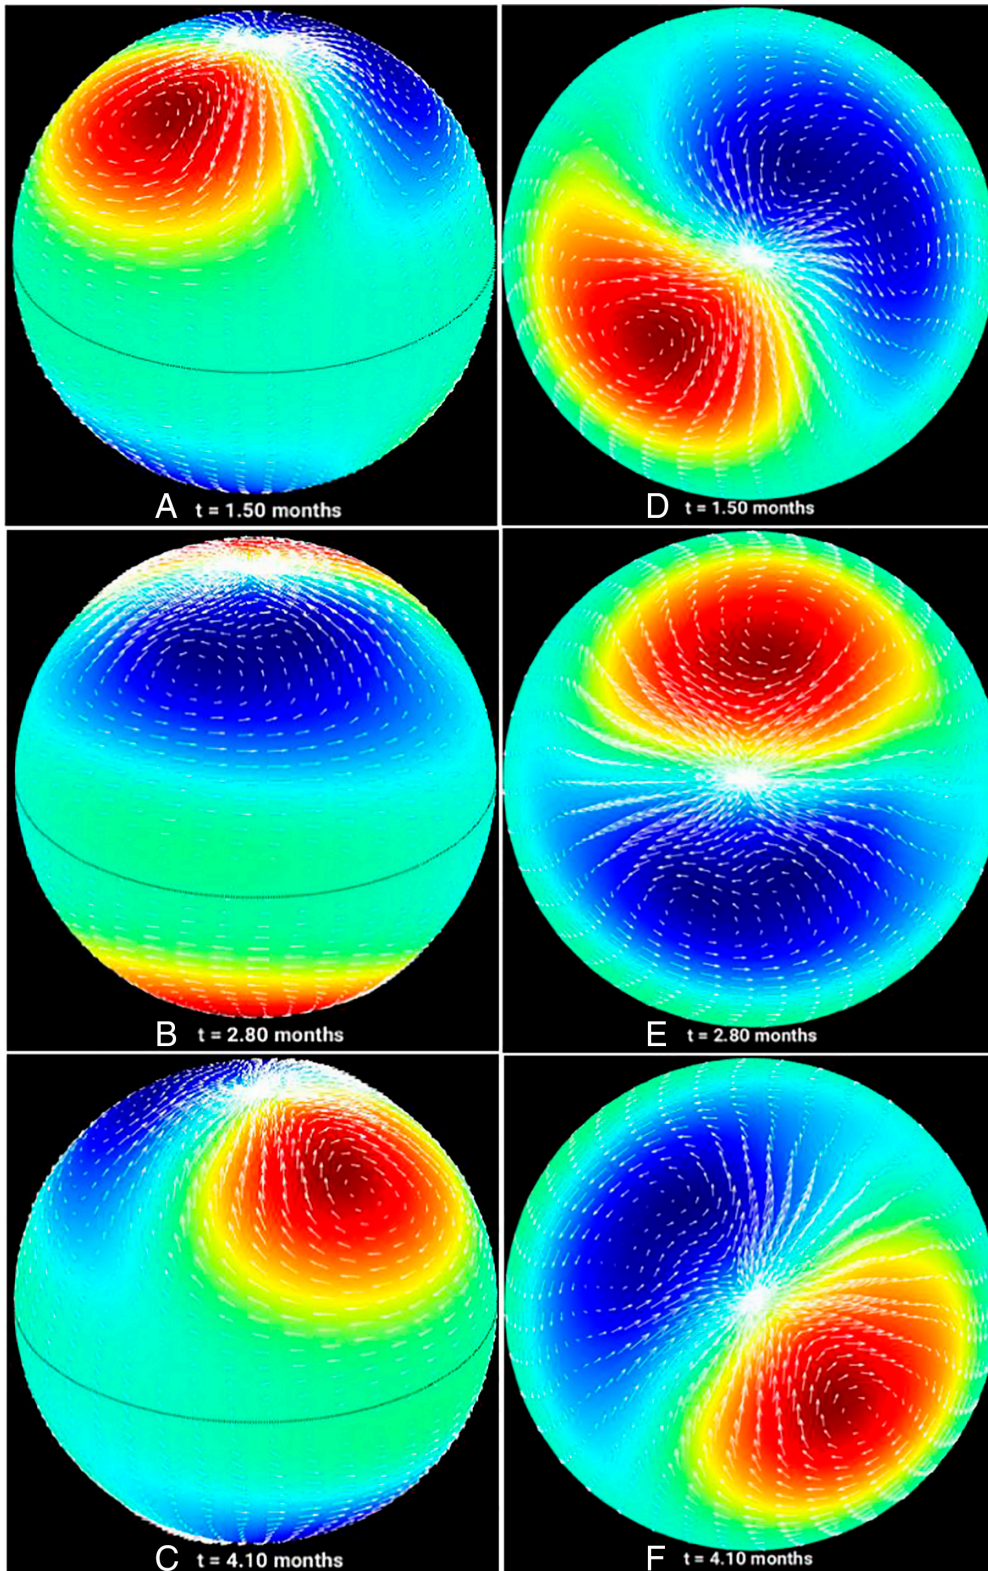 A t = 1.50 months
D t = 1.50 months
B t = 2.80 months
E t = 2.80 months
C t = 4.10 months
F t = 4.10 months